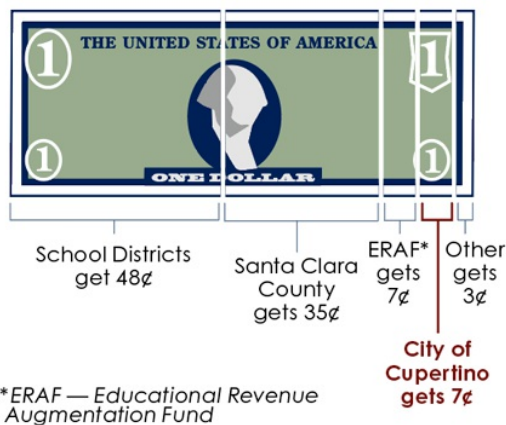 1
THE UNITED STATES OF AMERICA
1
1
ONE DOLLAR
1
School Districts
get 48¢
Santa Clara
County
gets 35¢
ERAF*
gets
7¢
Other
gets
3¢
City of
Cupertino
gets 7¢
*ERAF — Educational Revenue
Augmentation Fund